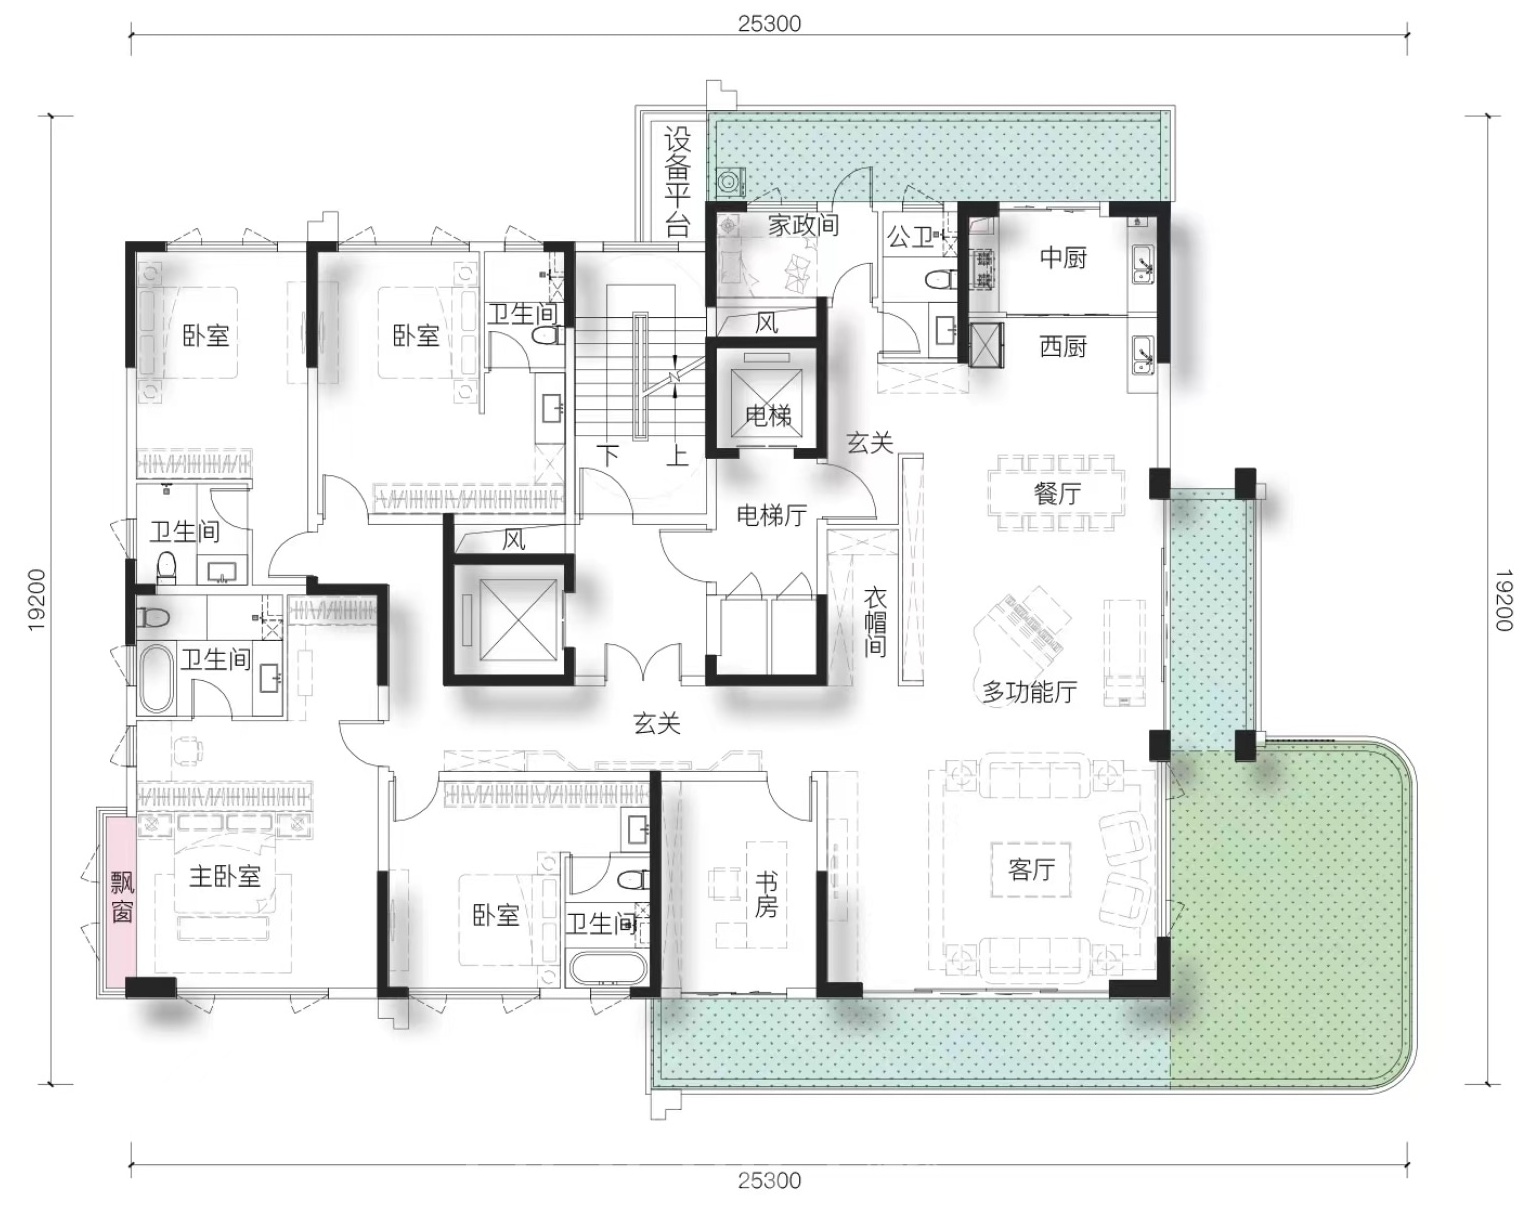 25300
设备平台
家政间
公卫
中厨
卧室
卧室
卫生间
风
西厨
电梯
玄关
下
上
餐厅
电梯厅
卫生间
风
19200
19200
衣帽间
卫生间
多功能厅
玄关
主卧室
飘窗
卧室
卫生间
书房
客厅
25300